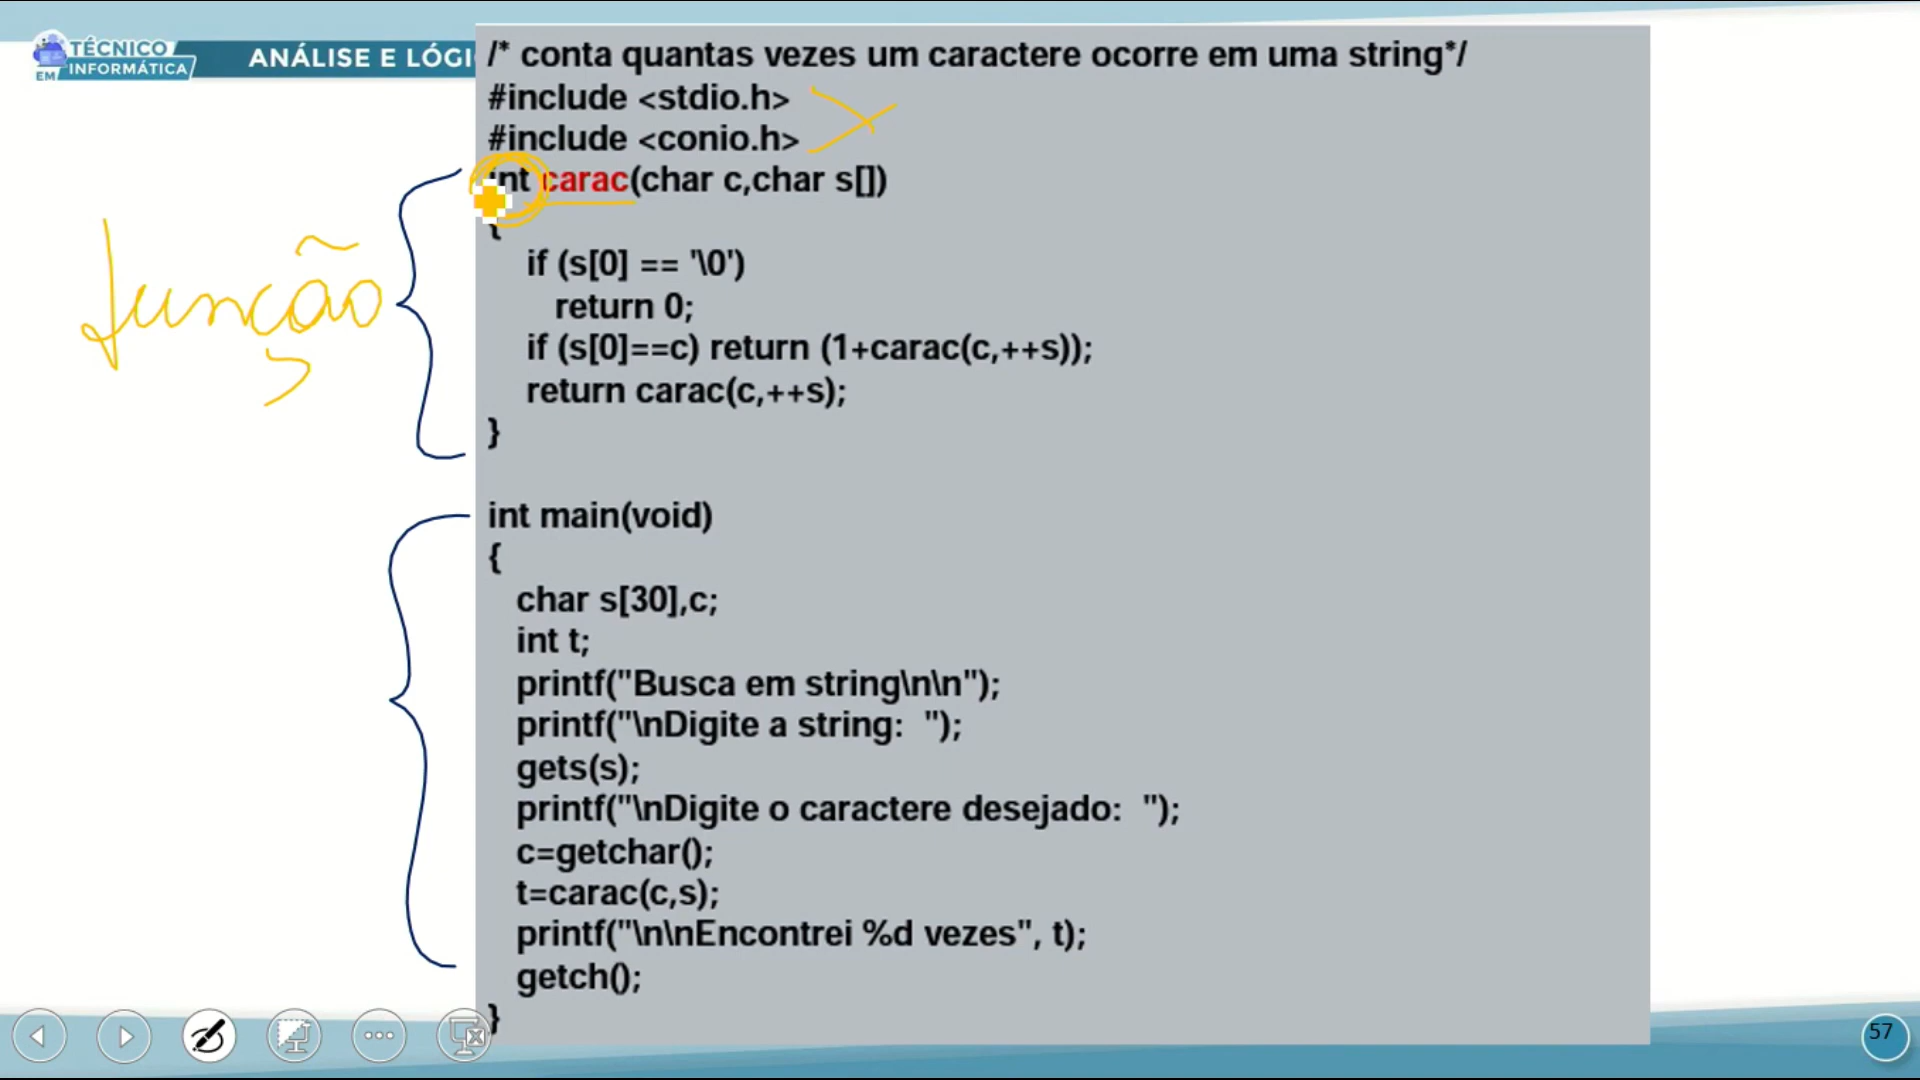 TÉCNICO
EM INFORMÁTICA
ANÁLISE E LÓGI
/* conta quantas vezes um caractere ocorre em uma string*/
#include <stdio.h>
#include <conio.h>
int carac(char c,char s[])
{
if (s[0] == '\0')
return 0;
if (s[0]==c) return (1+carac(c,++s));
return carac(c,++s);
}
função
int main(void)
{
char s[30],c;
int t;
printf("Busca em string\n\n");
printf("\nDigite a string:  ");
gets(s);
printf("\nDigite o caractere desejado:  ");
c=getchar();
t=carac(c,s);
printf("\n\nEncontrei %d vezes", t);
getch();
}
57